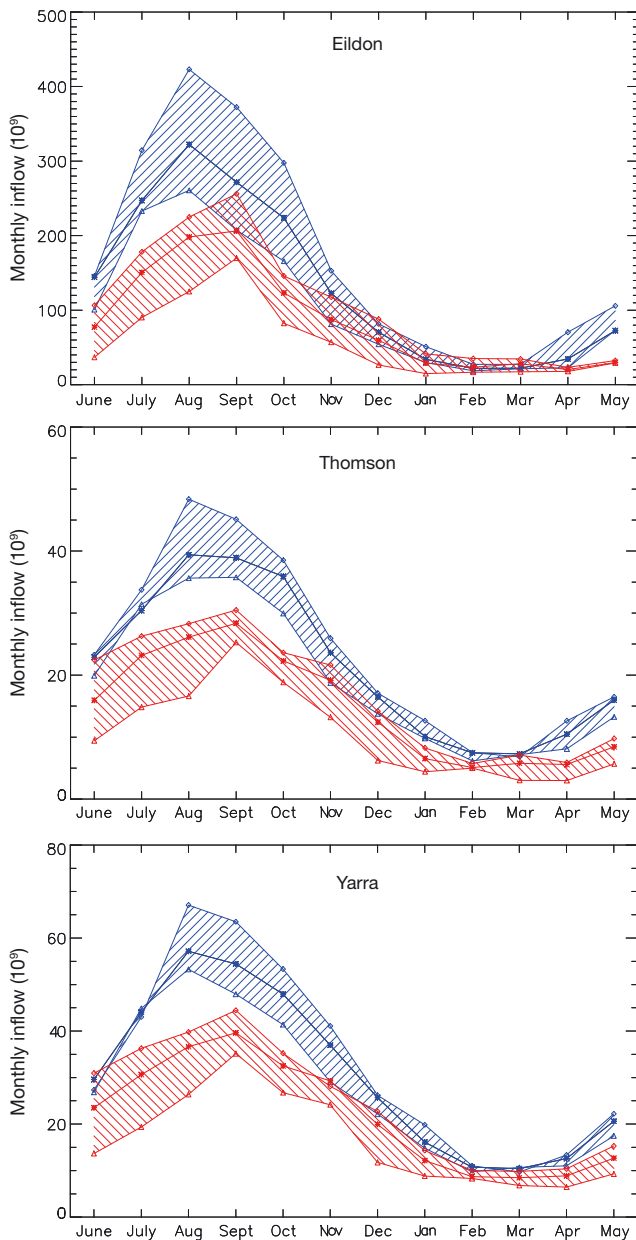 Eildon
Monthly inflow (10⁹)
500
400
300
200
100
0
June July Aug Sept Oct Nov Dec Jan Feb Mar Apr May
Thomson
Monthly inflow (10⁹)
60
40
20
0
June July Aug Sept Oct Nov Dec Jan Feb Mar Apr May
Yarra
Monthly inflow (10⁹)
80
60
40
20
0
June July Aug Sept Oct Nov Dec Jan Feb Mar Apr May